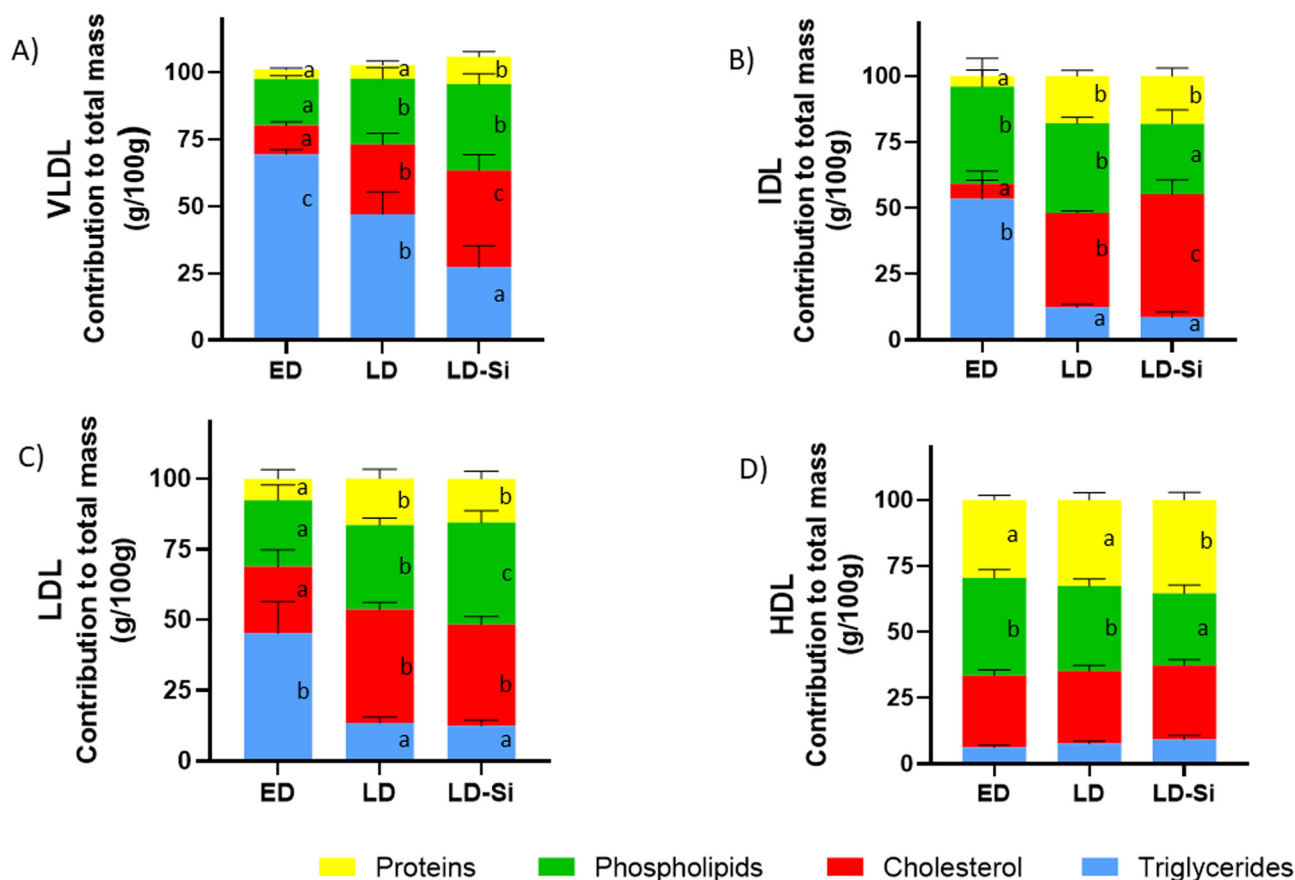 A)
VLDL
Contribution to total mass
(g/100g)
100
75
50
25
0
a
a
a
c
a
b
b
b
b
b
c
a
ED
LD
LD-Si
B)
IDL
Contribution to total mass
(g/100g)
100
75
50
25
0
a
b
a
b
b
b
b
a
b
a
c
a
ED
LD
LD-Si
C)
LDL
Contribution to total mass
(g/100g)
100
75
50
25
0
a
a
a
b
b
b
b
a
b
c
b
a
ED
LD
LD-Si
D)
HDL
Contribution to total mass
(g/100g)
100
75
50
25
0
a
b
a
b
b
a
ED
LD
LD-Si
Proteins
Phospholipids
Cholesterol
Triglycerides